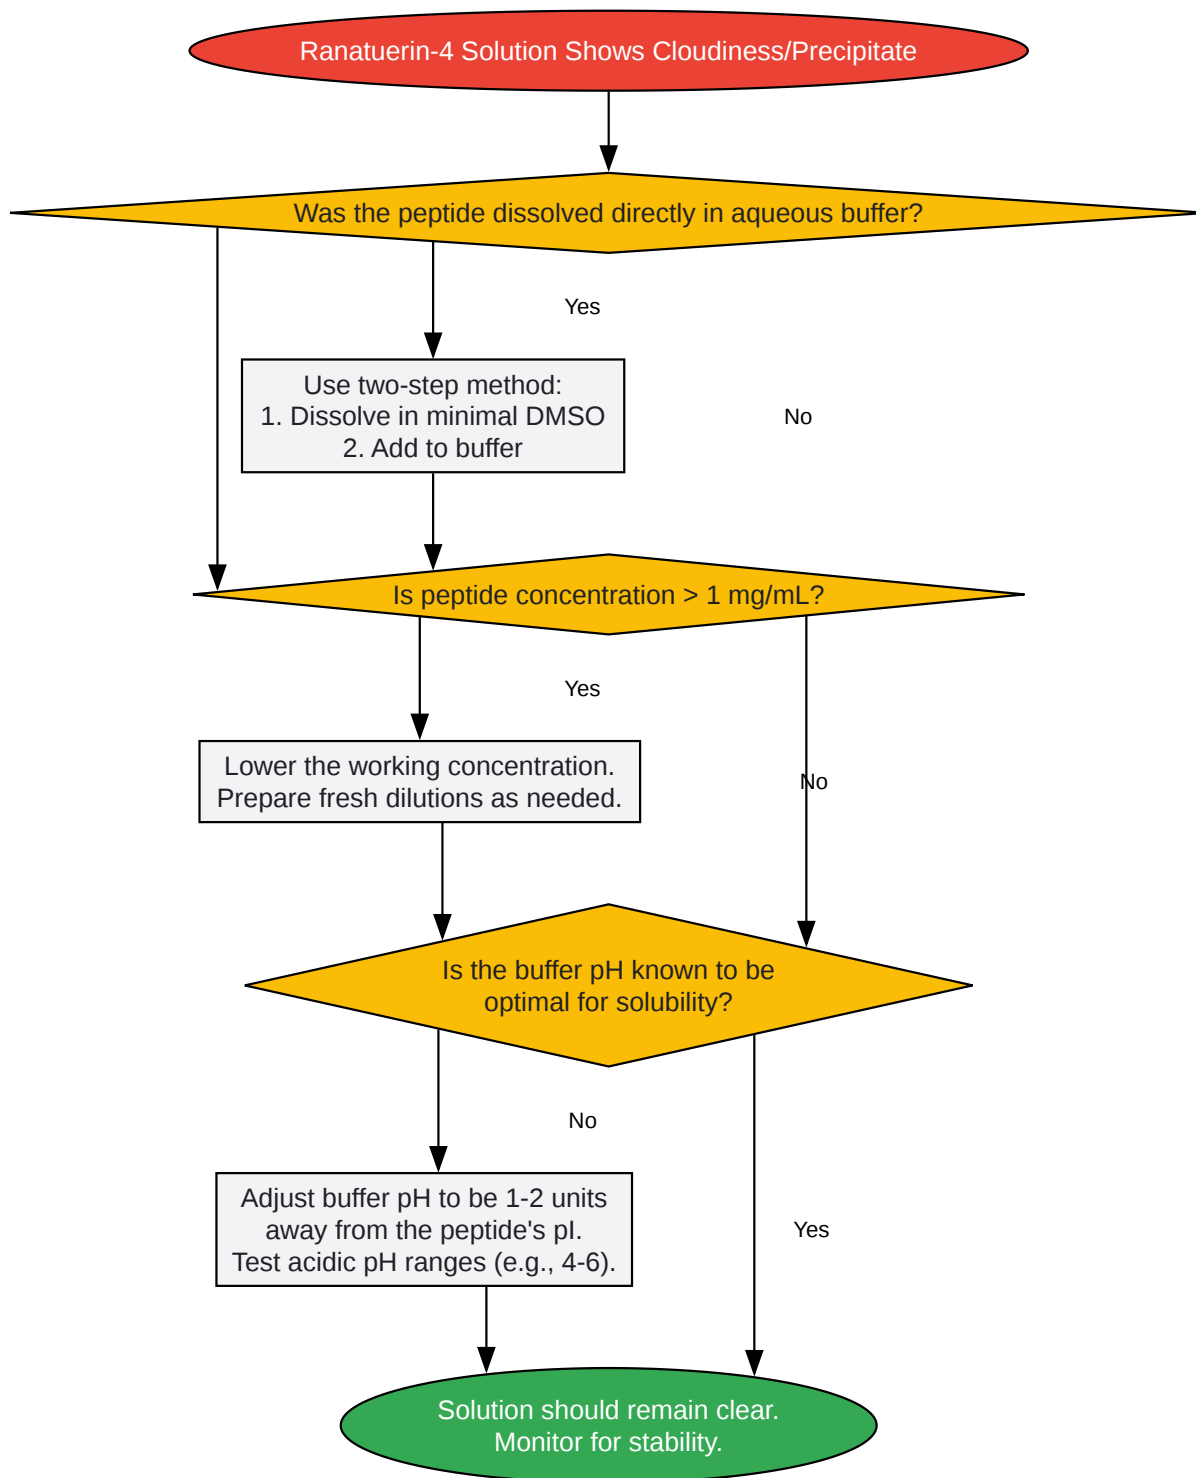 Ranatuerin-4 Solution Shows Cloudiness/Precipitate
Was the peptide dissolved directly in aqueous buffer?
Yes
Use two-step method:
1. Dissolve in minimal DMSO
2. Add to buffer
No
Is peptide concentration > 1 mg/mL?
Yes
Lower the working concentration.
Prepare fresh dilutions as needed.
No
Is the buffer pH known to be
optimal for solubility?
No
Adjust buffer pH to be 1-2 units
away from the peptide's pI.
Test acidic pH ranges (e.g., 4-6).
Yes
Solution should remain clear.
Monitor for stability.